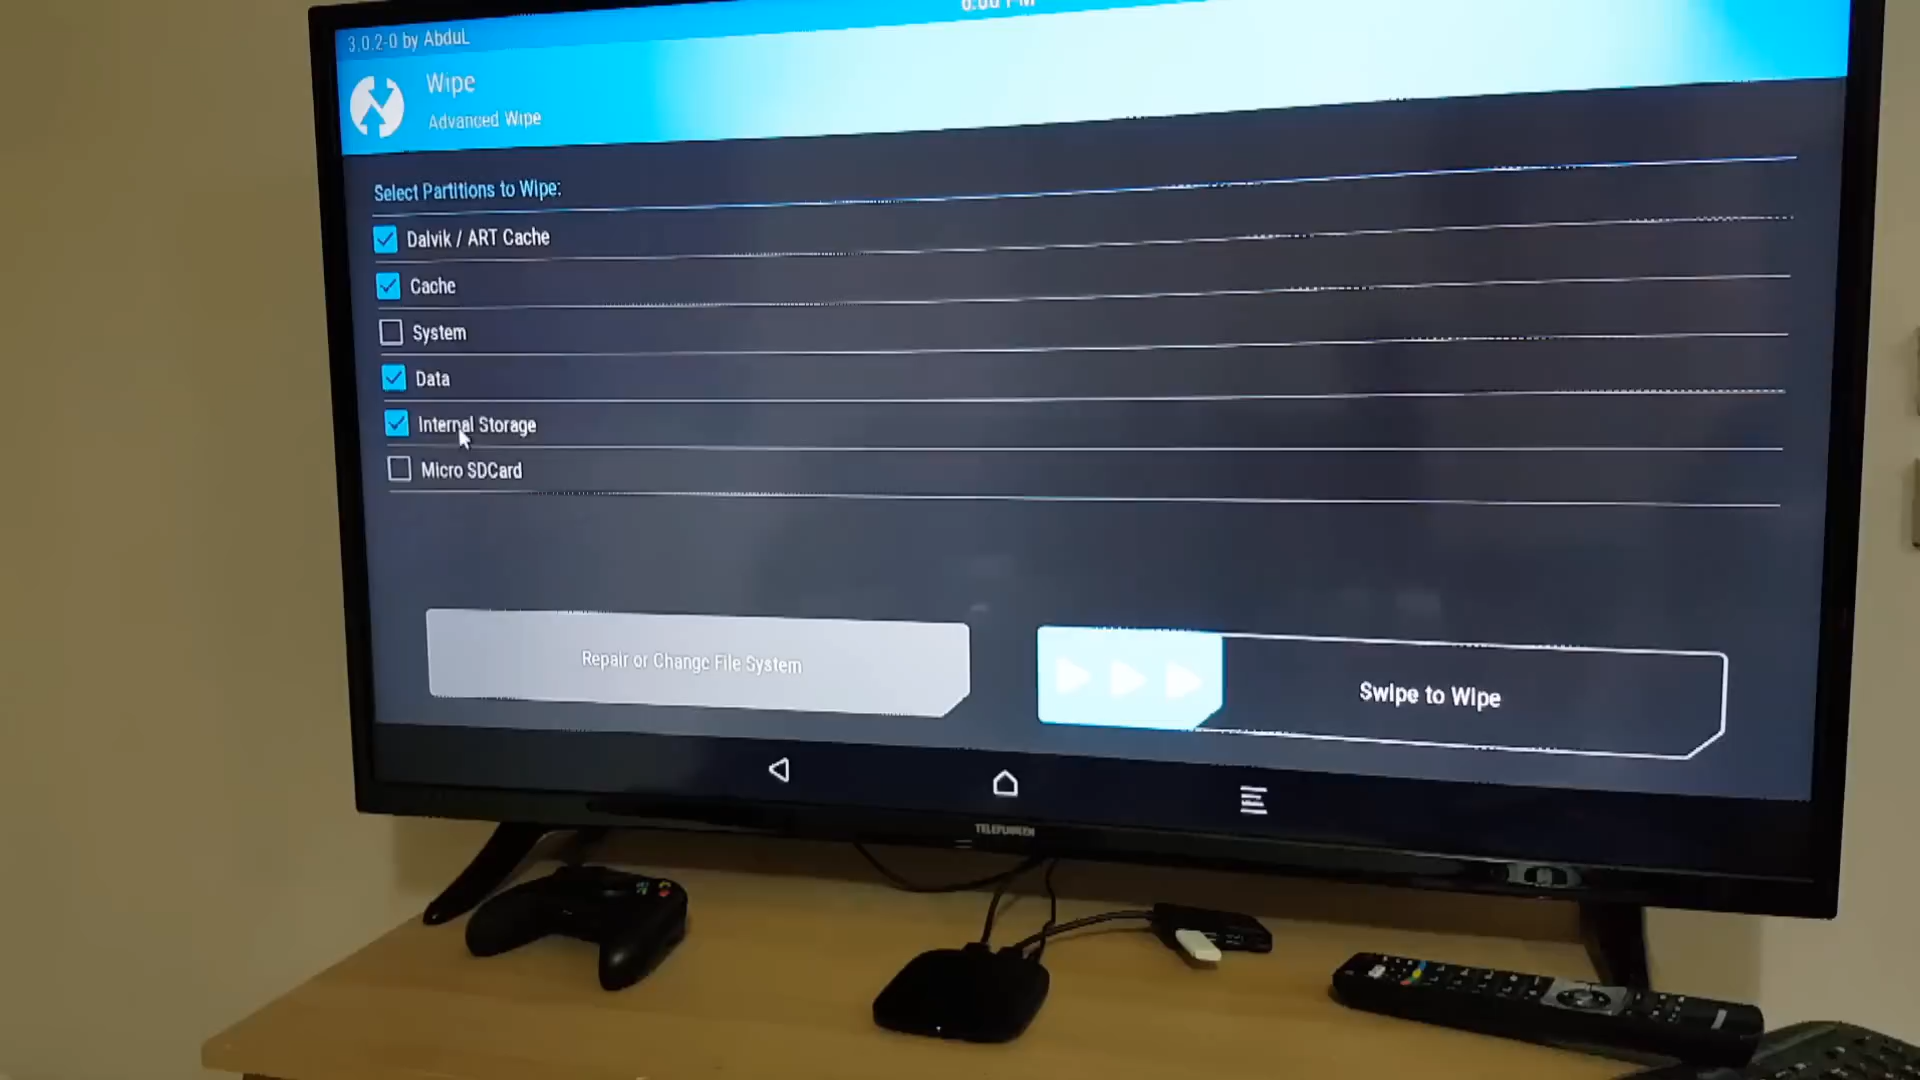 3.0.2-0 by AbduL
Wipe
Advanced Wipe
Select Partitions to Wipe:
Dalvik / ART Cache
Cache
System
Data
Internal Storage
Micro SDCard
Repair or Change File System
Swipe to Wipe
TELEFUNKEN